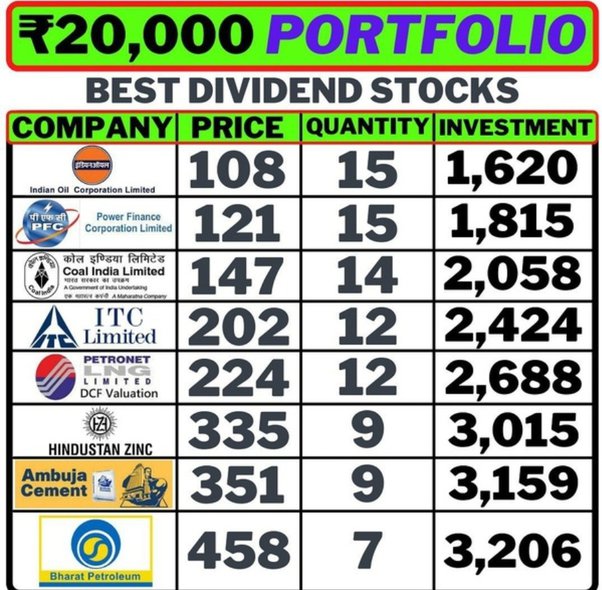 ₹20,000 PORTFOLIO
BEST DIVIDEND STOCKS
COMPANY PRICE QUANTITY INVESTMENT
इंडियनऑयल
Indian Oil Corporation Limited 108 15 1,620
पी एफ सी
PFC
Power Finance
Corporation Limited 121 15 1,815
कोल इण्डिया लिमिटेड
Coal India Limited
भारत सरकार का उपक्रम
A Government of India Undertaking
एक महारत्न कंपनी A Maharatna Company
Coal India
147 14 2,058
ITC
Limited 202 12 2,424
PETRONET
LNG
LIMITED
DCF Valuation 224 12 2,688
HINDUSTAN ZINC 335 9 3,015
Ambuja
Cement 351 9 3,159
Bharat Petroleum 458 7 3,206